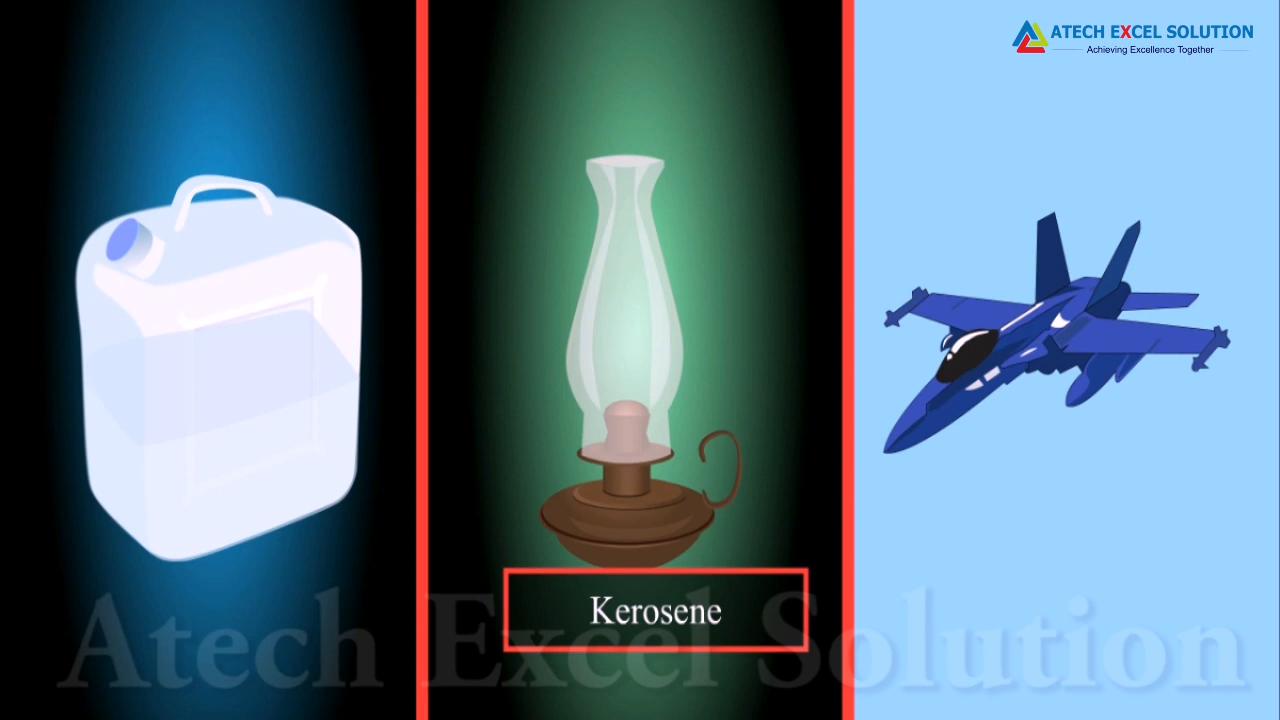 ATECH EXCEL SOLUTION
Achieving Excellence Together
Kerosene
Atech Excel Solution